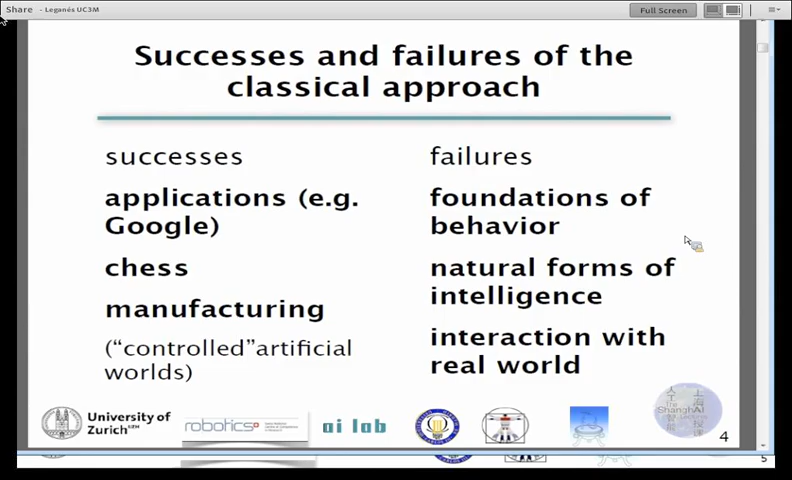 Share - Leganés UC3M
Full Screen
Successes and failures of the
classical approach
successes
applications (e.g.
Google)
chess
manufacturing
("controlled"artificial
worlds)
failures
foundations of
behavior
natural forms of
intelligence
interaction with
real world
University of
Zurich
robotics
ai lab
The
ShanghAI
Lectures
4
5